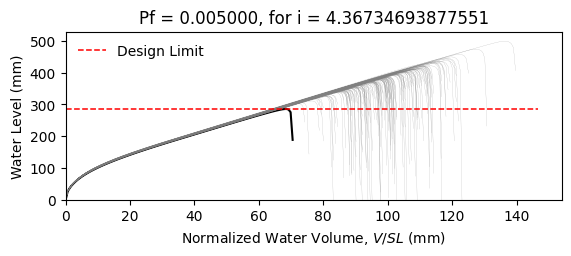 Pf = 0.005000, for i = 4.36734693877551
Design Limit
Water Level (mm)
500
400
300
200
100
0
0 20 40 60 80 100 120 140
Normalized Water Volume, V/SL (mm)